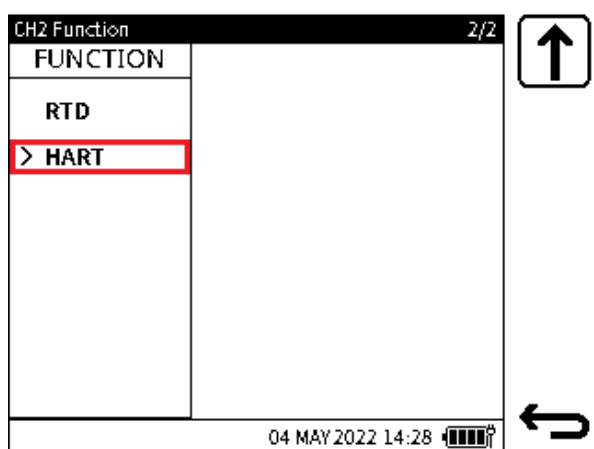 CH2 Function 2/2
FUNCTION
RTD
> HART
04 MAY 2022 14:28